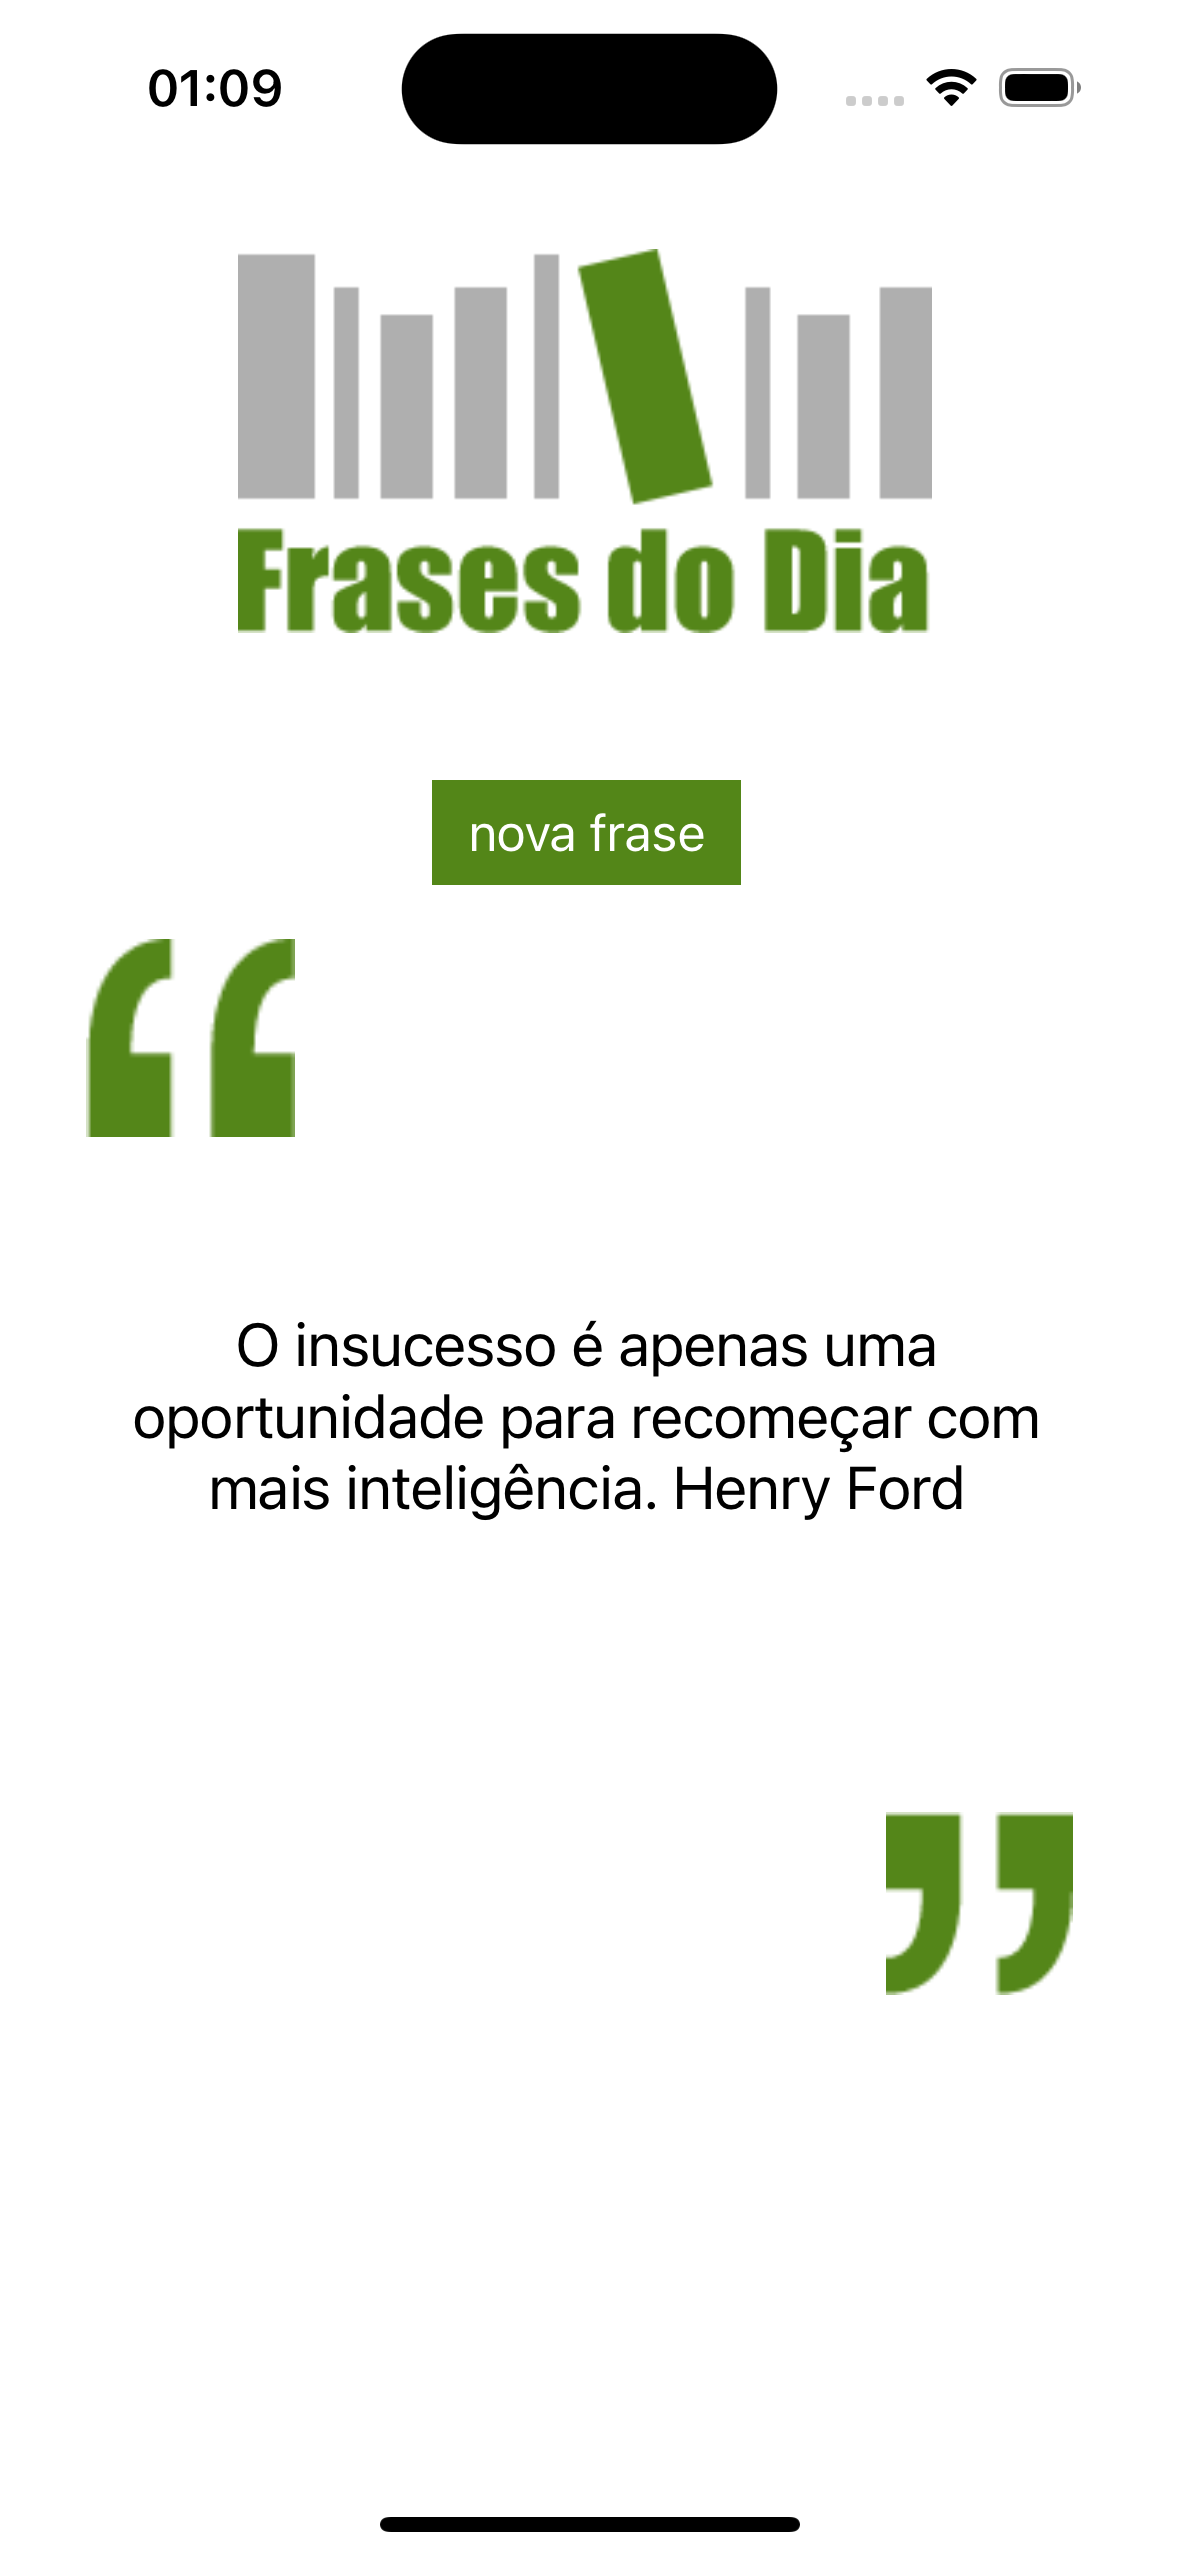 01:09
Frases do Dia
nova frase
“
O insucesso é apenas uma
oportunidade para recomeçar com
mais inteligência. Henry Ford
”